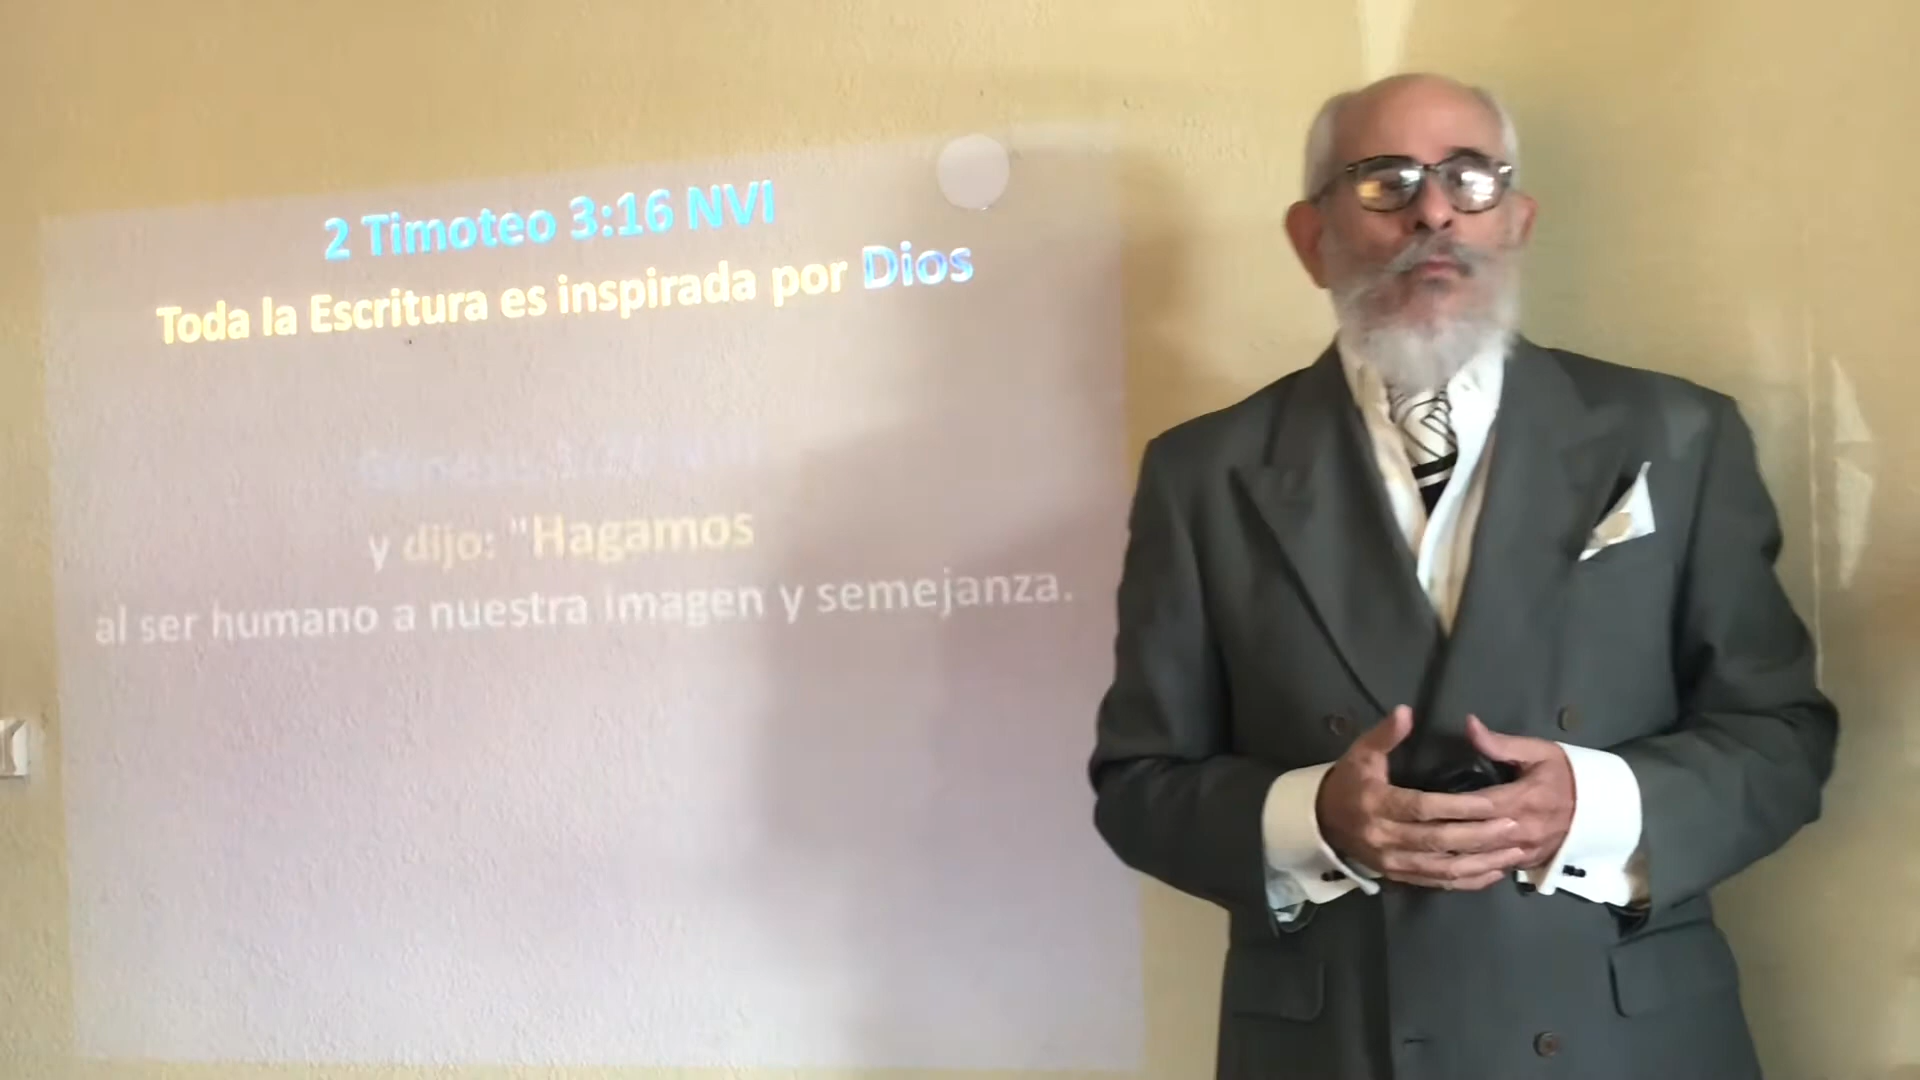 2 Timoteo 3:16 NVI
Toda la Escritura es inspirada por Dios
y dijo: "Hagamos
al ser humano a nuestra imagen y semejanza.